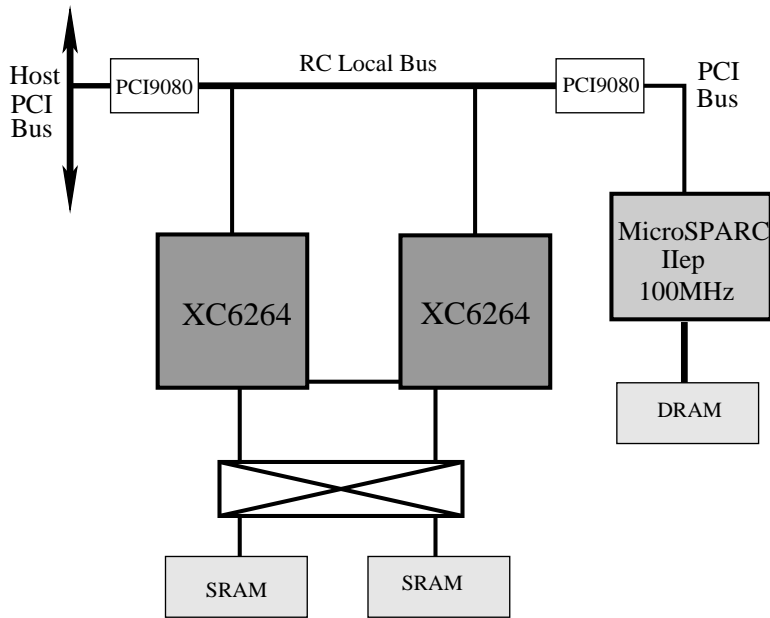 Host
PCI
Bus
PCI9080
RC Local Bus
PCI9080
PCI
Bus
XC6264
XC6264
MicroSPARC
IIep
100MHz
DRAM
SRAM
SRAM